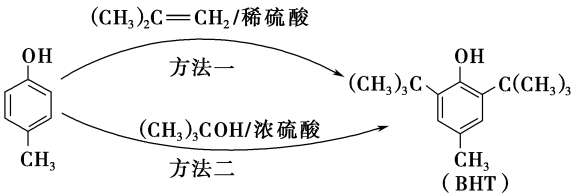 (CH₃)₂C═CH₂/稀硫酸
方法一
OH
CH₃
(CH₃)₃COH/浓硫酸
方法二
OH
(CH₃)₃C
C(CH₃)₃
CH₃
(BHT)